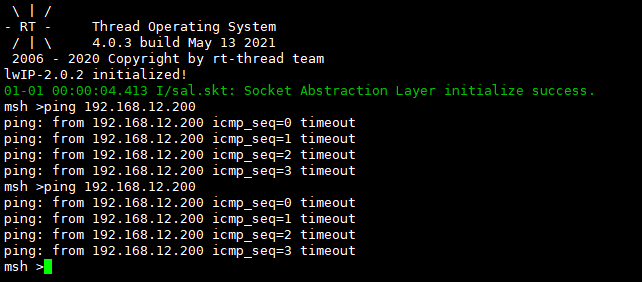 \ | /
- RT -     Thread Operating System
 / | \     4.0.3 build May 13 2021
 2006 - 2020 Copyright by rt-thread team
lwIP-2.0.2 initialized!
01-01 00:00:04.413 I/sal.skt: Socket Abstraction Layer initialize success.
msh >ping 192.168.12.200
ping: from 192.168.12.200 icmp_seq=0 timeout
ping: from 192.168.12.200 icmp_seq=1 timeout
ping: from 192.168.12.200 icmp_seq=2 timeout
ping: from 192.168.12.200 icmp_seq=3 timeout
msh >ping 192.168.12.200
ping: from 192.168.12.200 icmp_seq=0 timeout
ping: from 192.168.12.200 icmp_seq=1 timeout
ping: from 192.168.12.200 icmp_seq=2 timeout
ping: from 192.168.12.200 icmp_seq=3 timeout
msh >